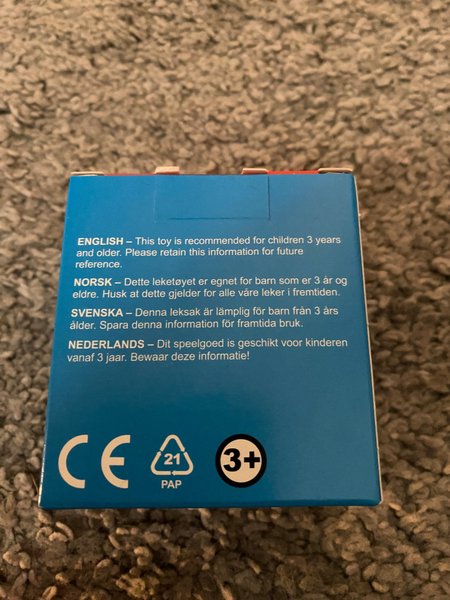 ENGLISH – This toy is recommended for children 3 years
and older. Please retain this information for future
reference.
NORSK – Dette leketøyet er egnet for barn som er 3 år og
eldre. Husk at dette gjelder for alle våre leker i fremtiden.
SVENSKA – Denna leksak är lämplig för barn från 3 års
ålder. Spara denna information för framtida bruk.
NEDERLANDS – Dit speelgoed is geschikt voor kinderen
vanaf 3 jaar. Bewaar deze informatie!
CE 21 3+
PAP